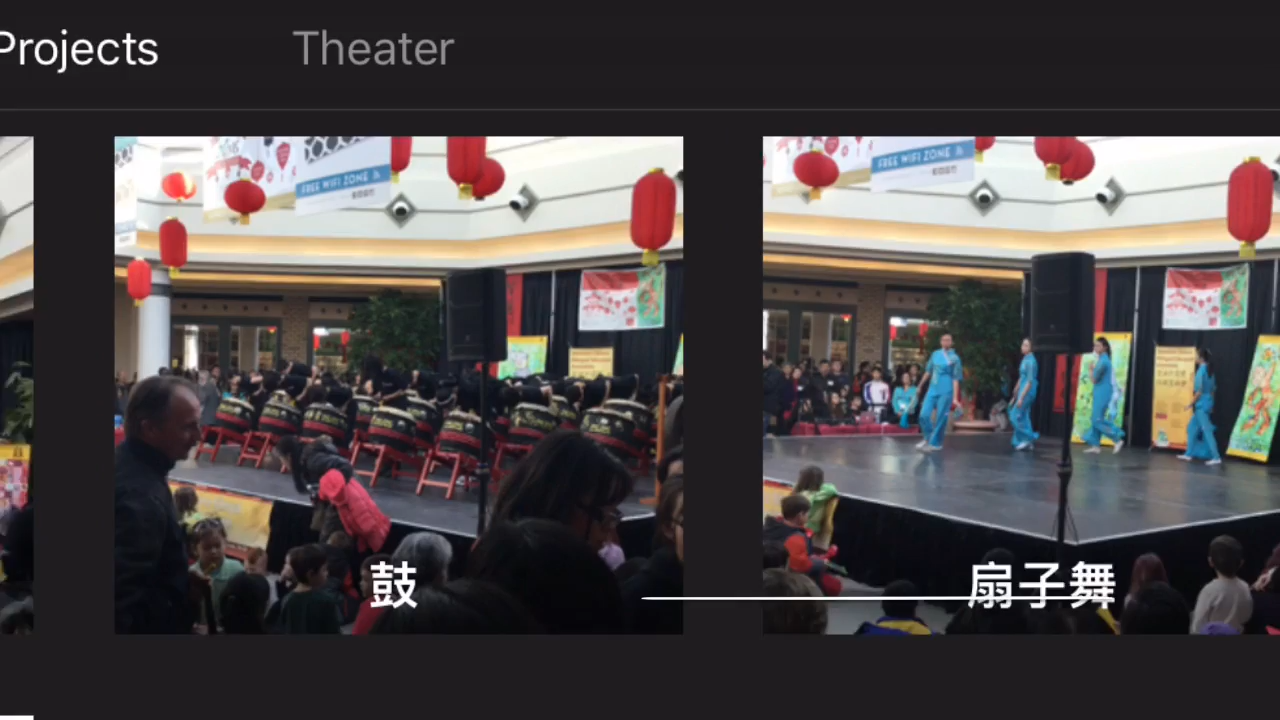 Projects
Theater
FREE WIFI ZONE
FREE WIFI ZONE
鼓
扇子舞